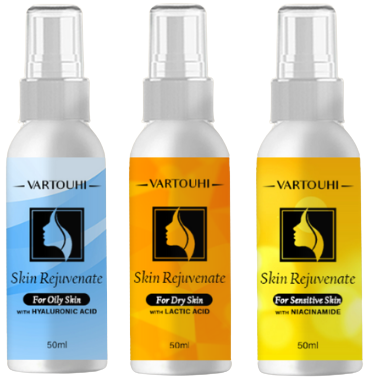 VARTOUHI
Skin Rejuvenate
For Oily Skin
WITH HYALURONIC ACID
50ml
VARTOUHI
Skin Rejuvenate
For Dry Skin
WITH LACTIC ACID
50ml
VARTOUHI
Skin Rejuvenate
For Sensitive Skin
WITH NIACINAMIDE
50ml